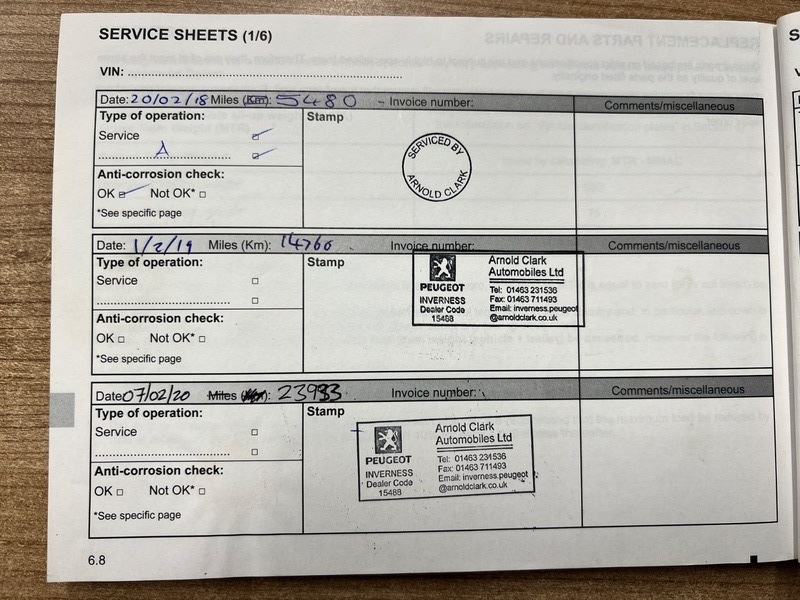 SERVICE SHEETS (1/6)
VIN: ........................................
Date: 20/02/18 Miles (Km): 5480 - Invoice number:
Comments/miscellaneous
Type of operation:
Stamp
Service
A
SERVICED BY
ARNOLD CLARK
Anti-corrosion check:
OK Not OK*
*See specific page
Date: 1/2/19 Miles (Km): 14760
Invoice number:
Comments/miscellaneous
Type of operation:
Stamp
Service
PEUGEOT
INVERNESS
Dealer Code
15488
Arnold Clark
Automobiles Ltd
Tel: 01463 231536
Fax: 01463 711493
Email: inverness.peugeot
@arnoldclark.co.uk
Anti-corrosion check:
OK Not OK*
*See specific page
Date 07/02/20 Miles 23983
Invoice number:
Comments/miscellaneous
Type of operation:
Stamp
Service
PEUGEOT
INVERNESS
Dealer Code
15488
Arnold Clark
Automobiles Ltd
Tel: 01463 231536
Fax: 01463 711493
Email: inverness.peugeot
@arnoldclark.co.uk
Anti-corrosion check:
OK Not OK*
*See specific page
6.8